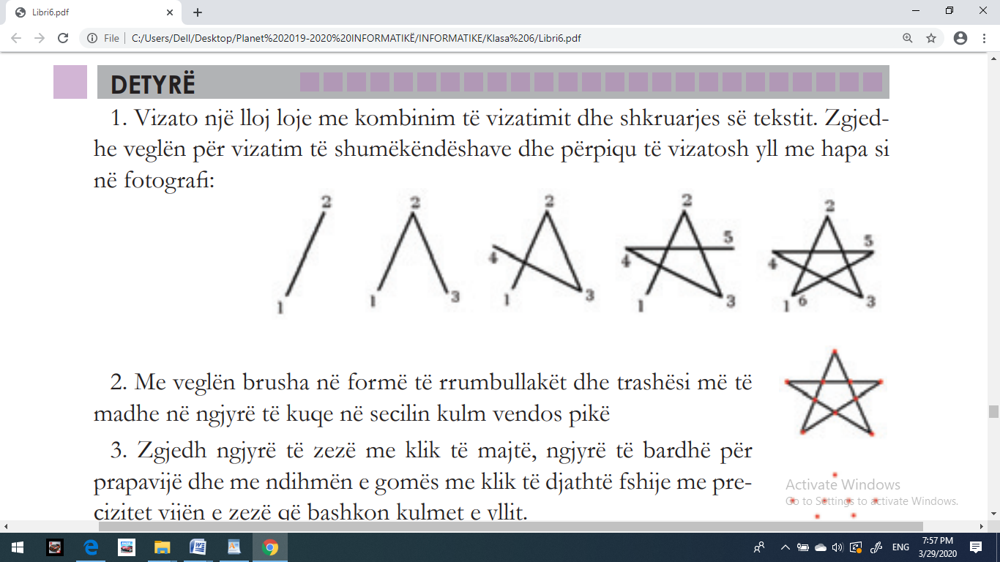 Libri6.pdf
File C:/Users/Dell/Desktop/Planet%202019-2020%20INFORMATIKË/INFORMATIKE/Klasa%206/Libri6.pdf
DETYRË
1. Vizato një lloj loje me kombinim të vizatimit dhe shkruarjes së tekstit. Zgjed-
he veglën për vizatim të shumëkëndëshave dhe përpiqu të vizatosh yll me hapa si
në fotografi:
2 2 2 2 2
5 5
4 4 4
1 1 3 1 3 1 3 1 6 3
2. Me veglën brusha në formë të rrumbullakët dhe trashësi më të
madhe në ngjyrë të kuqe në secilin kulm vendos pikë
3. Zgjedh ngjyrë të zezë me klik të majtë, ngjyrë të bardhë për
prapavijë dhe me ndihmën e gomës me klik të djathtë fshije me pre-
cizitet vijën e zezë që bashkon kulmet e yllit.
Activate Windows
Go to Settings to activate Windows.
ENG
7:57 PM
3/29/2020